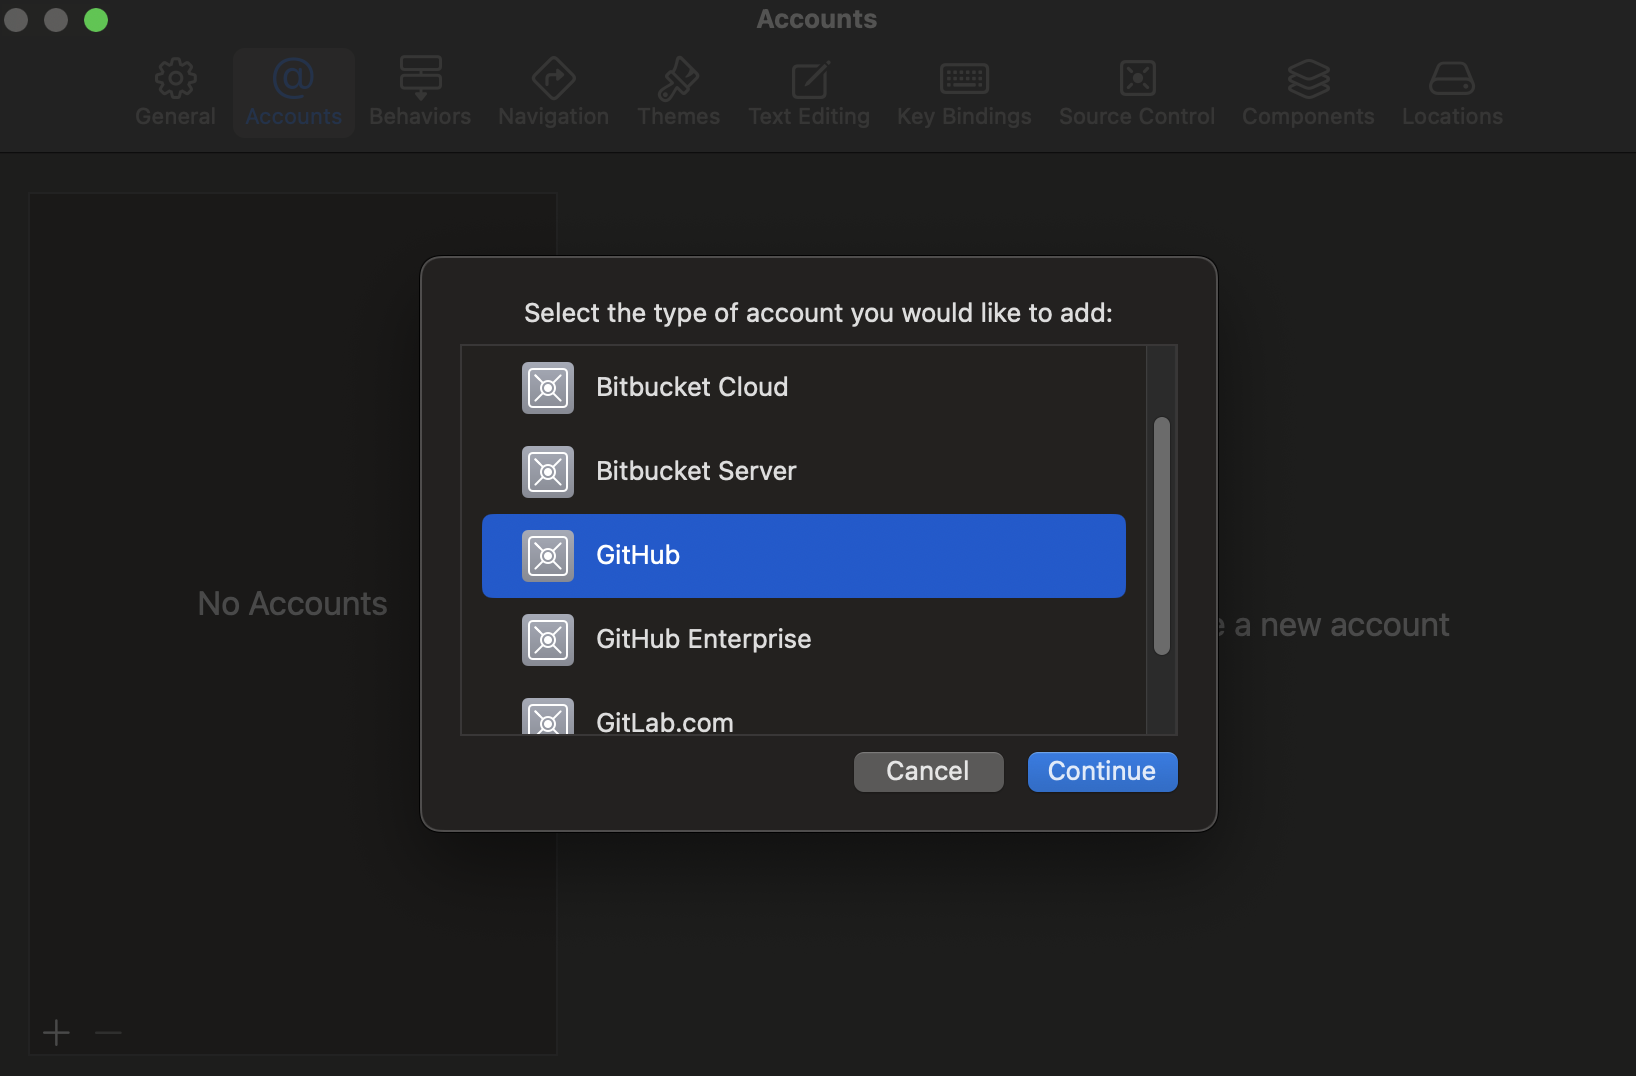 Accounts
General
Accounts
Behaviors
Navigation
Themes
Text Editing
Key Bindings
Source Control
Components
Locations
No Accounts
Select the type of account you would like to add:
Bitbucket Cloud
Bitbucket Server
GitHub
GitHub Enterprise
GitLab.com
Cancel
Continue
a new account